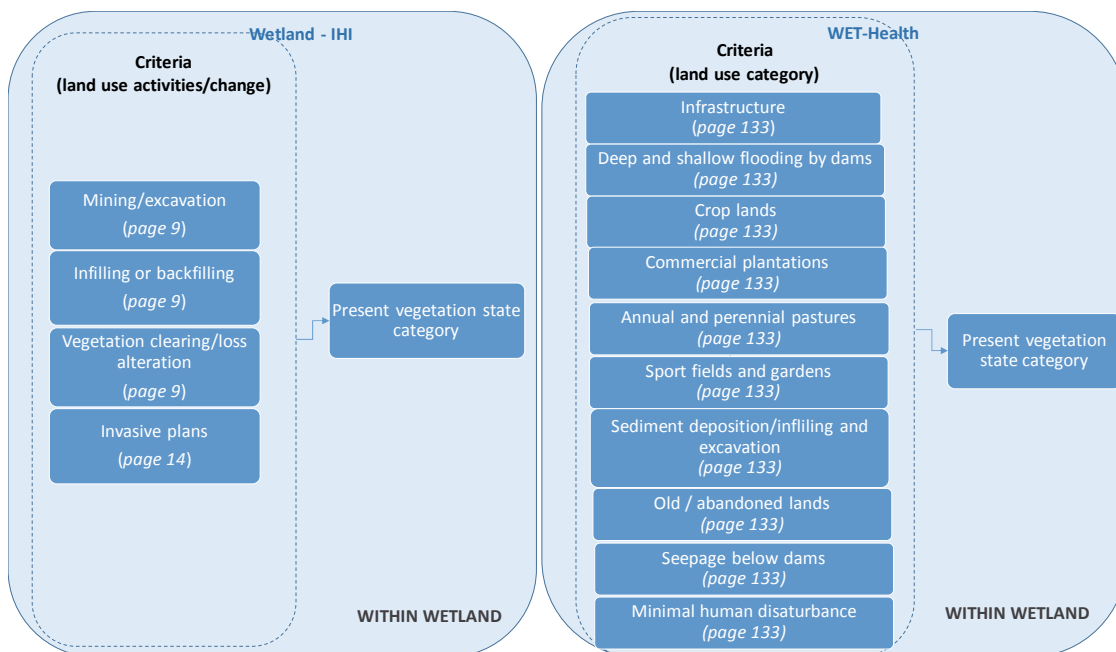 Wetland - IHI
Criteria
(land use activities/change)
Mining/excavation
(page 9)
Infilling or backfilling
(page 9)
Vegetation clearing/loss
alteration
(page 9)
Invasive plans
(page 14)
Present vegetation state
category
WITHIN WETLAND
WET-Health
Criteria
(land use category)
Infrastructure
(page 133)
Deep and shallow flooding by dams
(page 133)
Crop lands
(page 133)
Commercial plantations
(page 133)
Annual and perennial pastures
(page 133)
Sport fields and gardens
(page 133)
Sediment deposition/infliling and
excavation
(page 133)
Old / abandoned lands
(page 133)
Seepage below dams
(page 133)
Minimal human disaturbance
(page 133)
Present vegetation
state category
WITHIN WETLAND